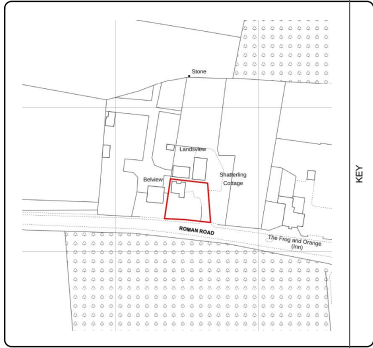 Stone
Landsview
Shatterling
Cottage
Belview
ROMAN ROAD
The Frog and Orange
(Inn)
KEY